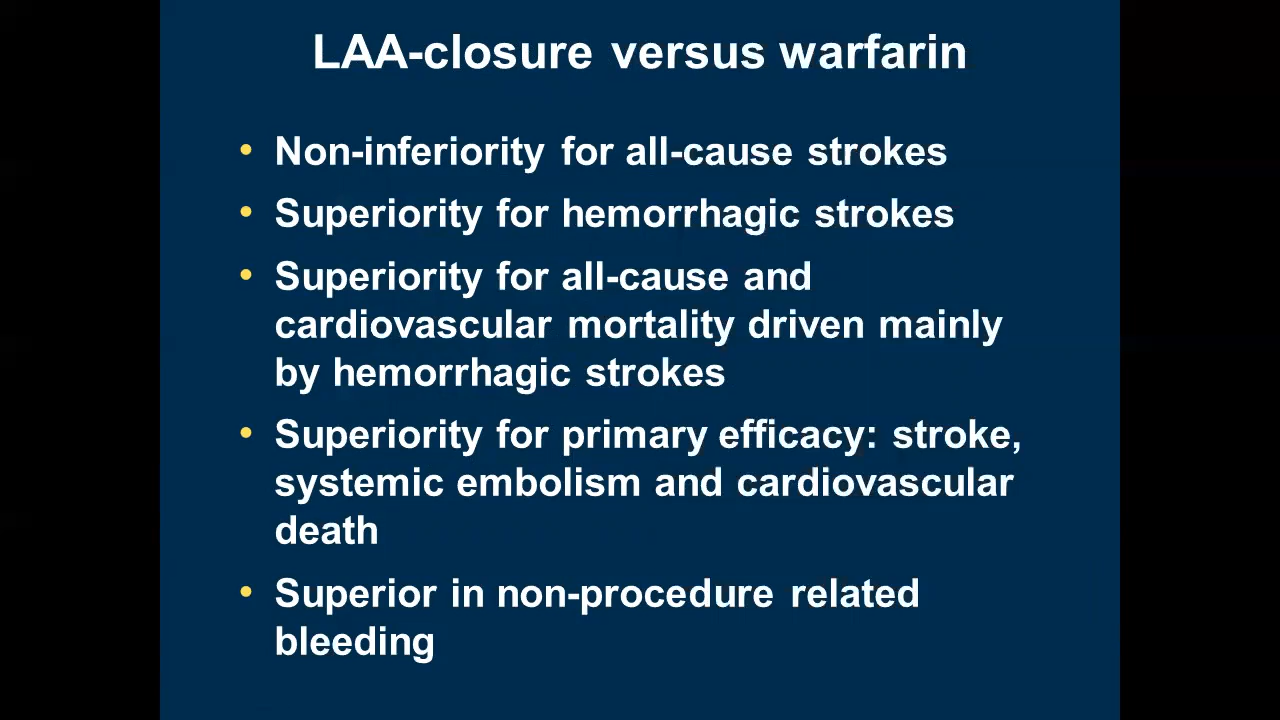 LAA-closure versus warfarin
• Non-inferiority for all-cause strokes
• Superiority for hemorrhagic strokes
• Superiority for all-cause and
cardiovascular mortality driven mainly
by hemorrhagic strokes
• Superiority for primary efficacy: stroke,
systemic embolism and cardiovascular
death
• Superior in non-procedure related
bleeding